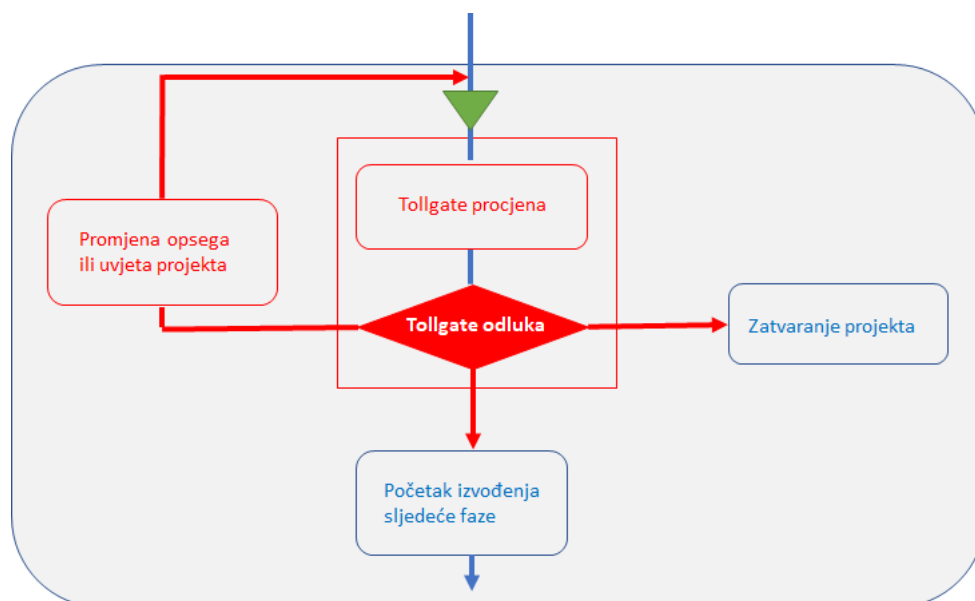 Tollgate procjena
Promjena opsega
ili uvjeta projekta
Tollgate odluka
Zatvaranje projekta
Početak izvođenja
sljedeće faze